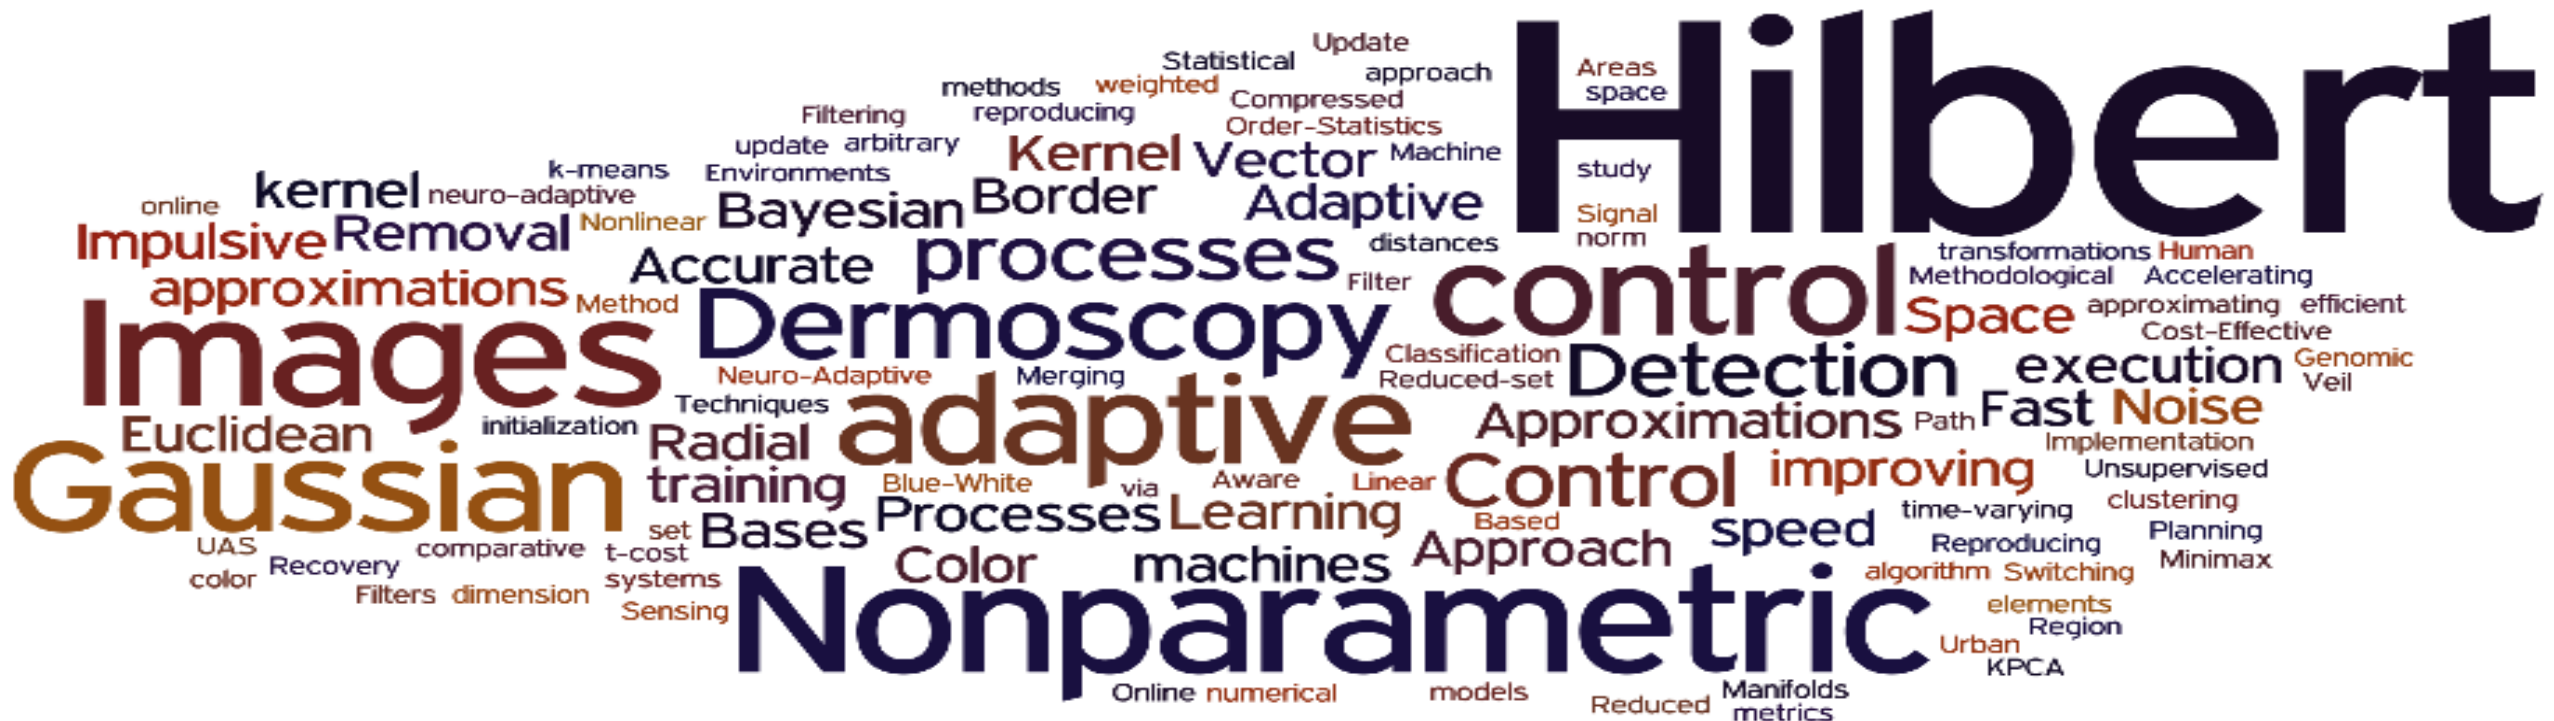 Hilbert
Update
Statistical
approach
Areas
methods
weighted
space
Compressed
Filtering
reproducing
Order-Statistics
update
arbitrary
Kernel
Vector
Machine
k-means
Environments
study
kernel
neuro-adaptive
Bayesian
Border
Adaptive
online
Nonlinear
Signal
Impulsive
Removal
distances
norm
processes
transformations
Human
Accurate
Filter
control
Methodological
Accelerating
approximations
Method
Dermoscopy
Space
approximating
efficient
Images
Cost-Effective
Classification
Detection
execution
Genomic
Neuro-Adaptive
Merging
Reduced-set
Veil
Techniques
adaptive
Approximations
Path
Fast
Noise
Euclidean
initialization
Radial
Implementation
Gaussian
training
Blue-White
via
Aware
Linear
Control
improving
Unsupervised
set
Bases
Processes
Learning
Based
speed
time-varying
clustering
UAS
Recovery
comparative
t-cost
Color
machines
Approach
Reproducing
Planning
color
systems
algorithm
Switching
Minimax
Filters
dimension
Sensing
Nonparametric
elements
Region
Urban
KPCA
Online
numerical
models
Reduced
Manifolds
metrics